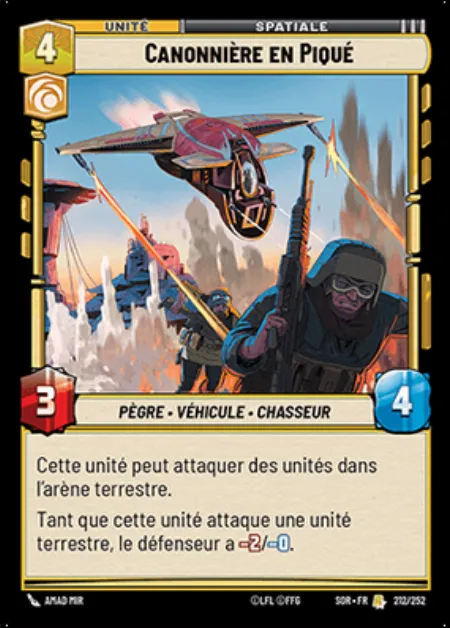 UNITÉ
SPATIALE
4
CANONNIÈRE EN PIQUÉ
3
4
PÈGRE • VÉHICULE • CHASSEUR
Cette unité peut attaquer des unités dans
l'arène terrestre.
Tant que cette unité attaque une unité
terrestre, le défenseur a -2/-0.
AMAD MIR
©LFL ©FFG
SOR • FR
212/252